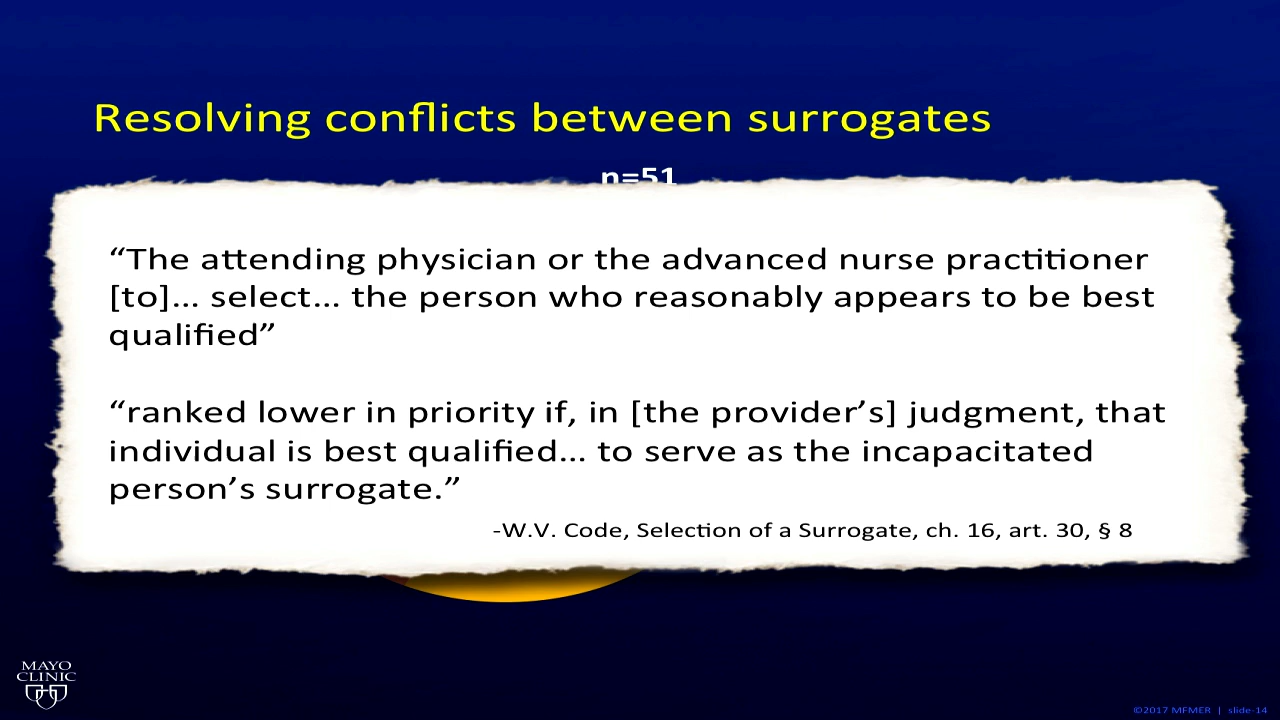 Resolving conflicts between surrogates
n=51
“The attending physician or the advanced nurse practitioner
[to]... select... the person who reasonably appears to be best
qualified”
“ranked lower in priority if, in [the provider’s] judgment, that
individual is best qualified... to serve as the incapacitated
person’s surrogate.”
-W.V. Code, Selection of a Surrogate, ch. 16, art. 30, § 8
MAYO
CLINIC
©2017 MFMER | slide-14